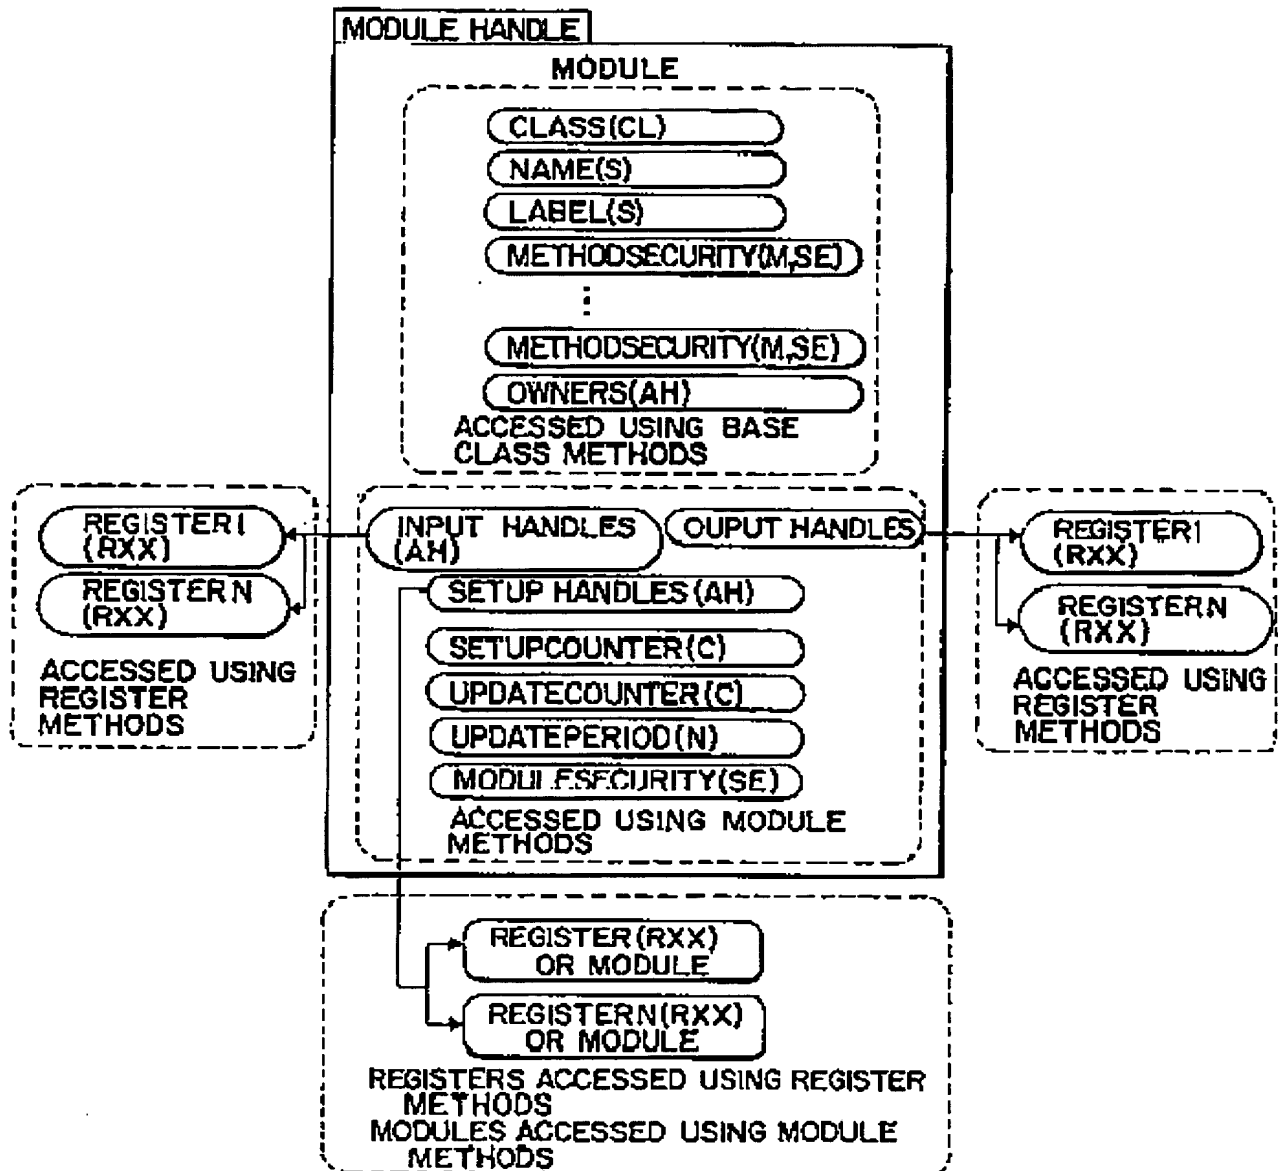 MODULE HANDLE
MODULE
CLASS(CL)
NAME(S)
LABEL(S)
METHODSECURITY(M,SE)
METHODSECURITY(M,SE)
OWNERS(AH)
ACCESSED USING BASE
CLASS METHODS
REGISTER1
(RXX)
REGISTERN
(RXX)
ACCESSED USING
REGISTER
METHODS
INPUT HANDLES
(AH)
OUPUT HANDLES
SETUP HANDLES(AH)
SETUPCOUNTER(C)
UPDATECOUNTER(C)
UPDATEPERIOD(N)
MODULESECURITY(SE)
ACCESSED USING MODULE
METHODS
REGISTER1
(RXX)
REGISTERN
(RXX)
ACCESSED USING
REGISTER
METHODS
REGISTER(RXX)
OR MODULE
REGISTERN(RXX)
OR MODULE
REGISTERS ACCESSED USING REGISTER
METHODS
MODULES ACCESSED USING MODULE
METHODS